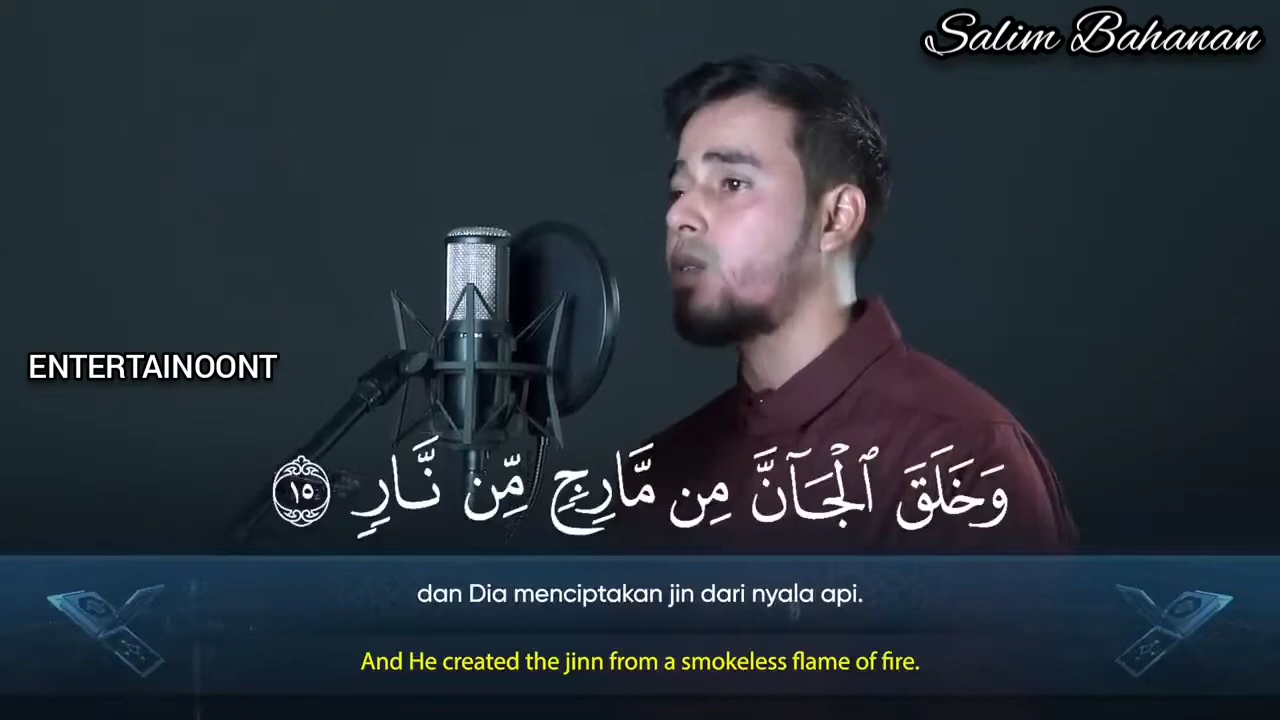 Salim Bahanan
ENTERTAINOONT
وَخَلَقَ ٱلْجَآنَّ مِن مَّارِجٍ مِّن نَّارٍ ١٥
dan Dia menciptakan jin dari nyala api.
And He created the jinn from a smokeless flame of fire.